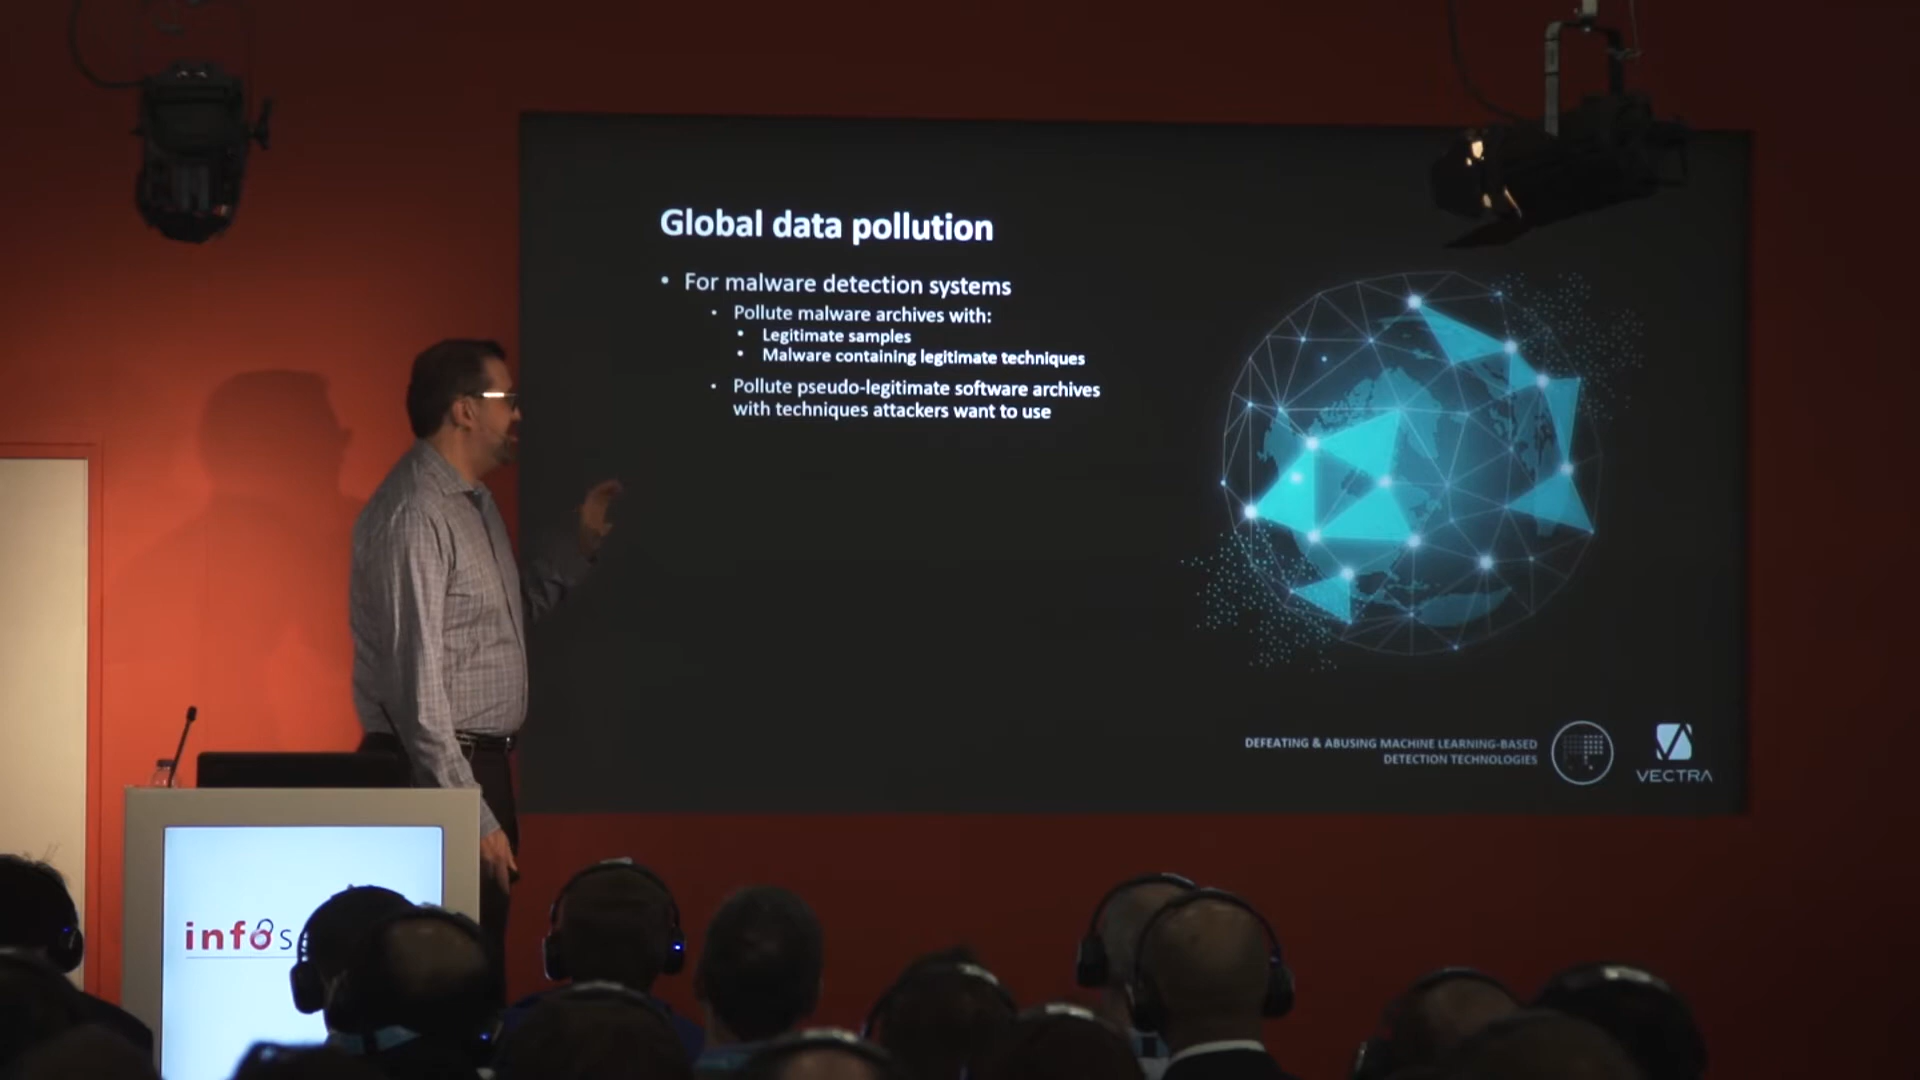 Global data pollution
• For malware detection systems
• Pollute malware archives with:
• Legitimate samples
• Malware containing legitimate techniques
• Pollute pseudo-legitimate software archives
with techniques attackers want to use
DEFEATING & ABUSING MACHINE LEARNING-BASED
DETECTION TECHNOLOGIES
VECTRA
infos